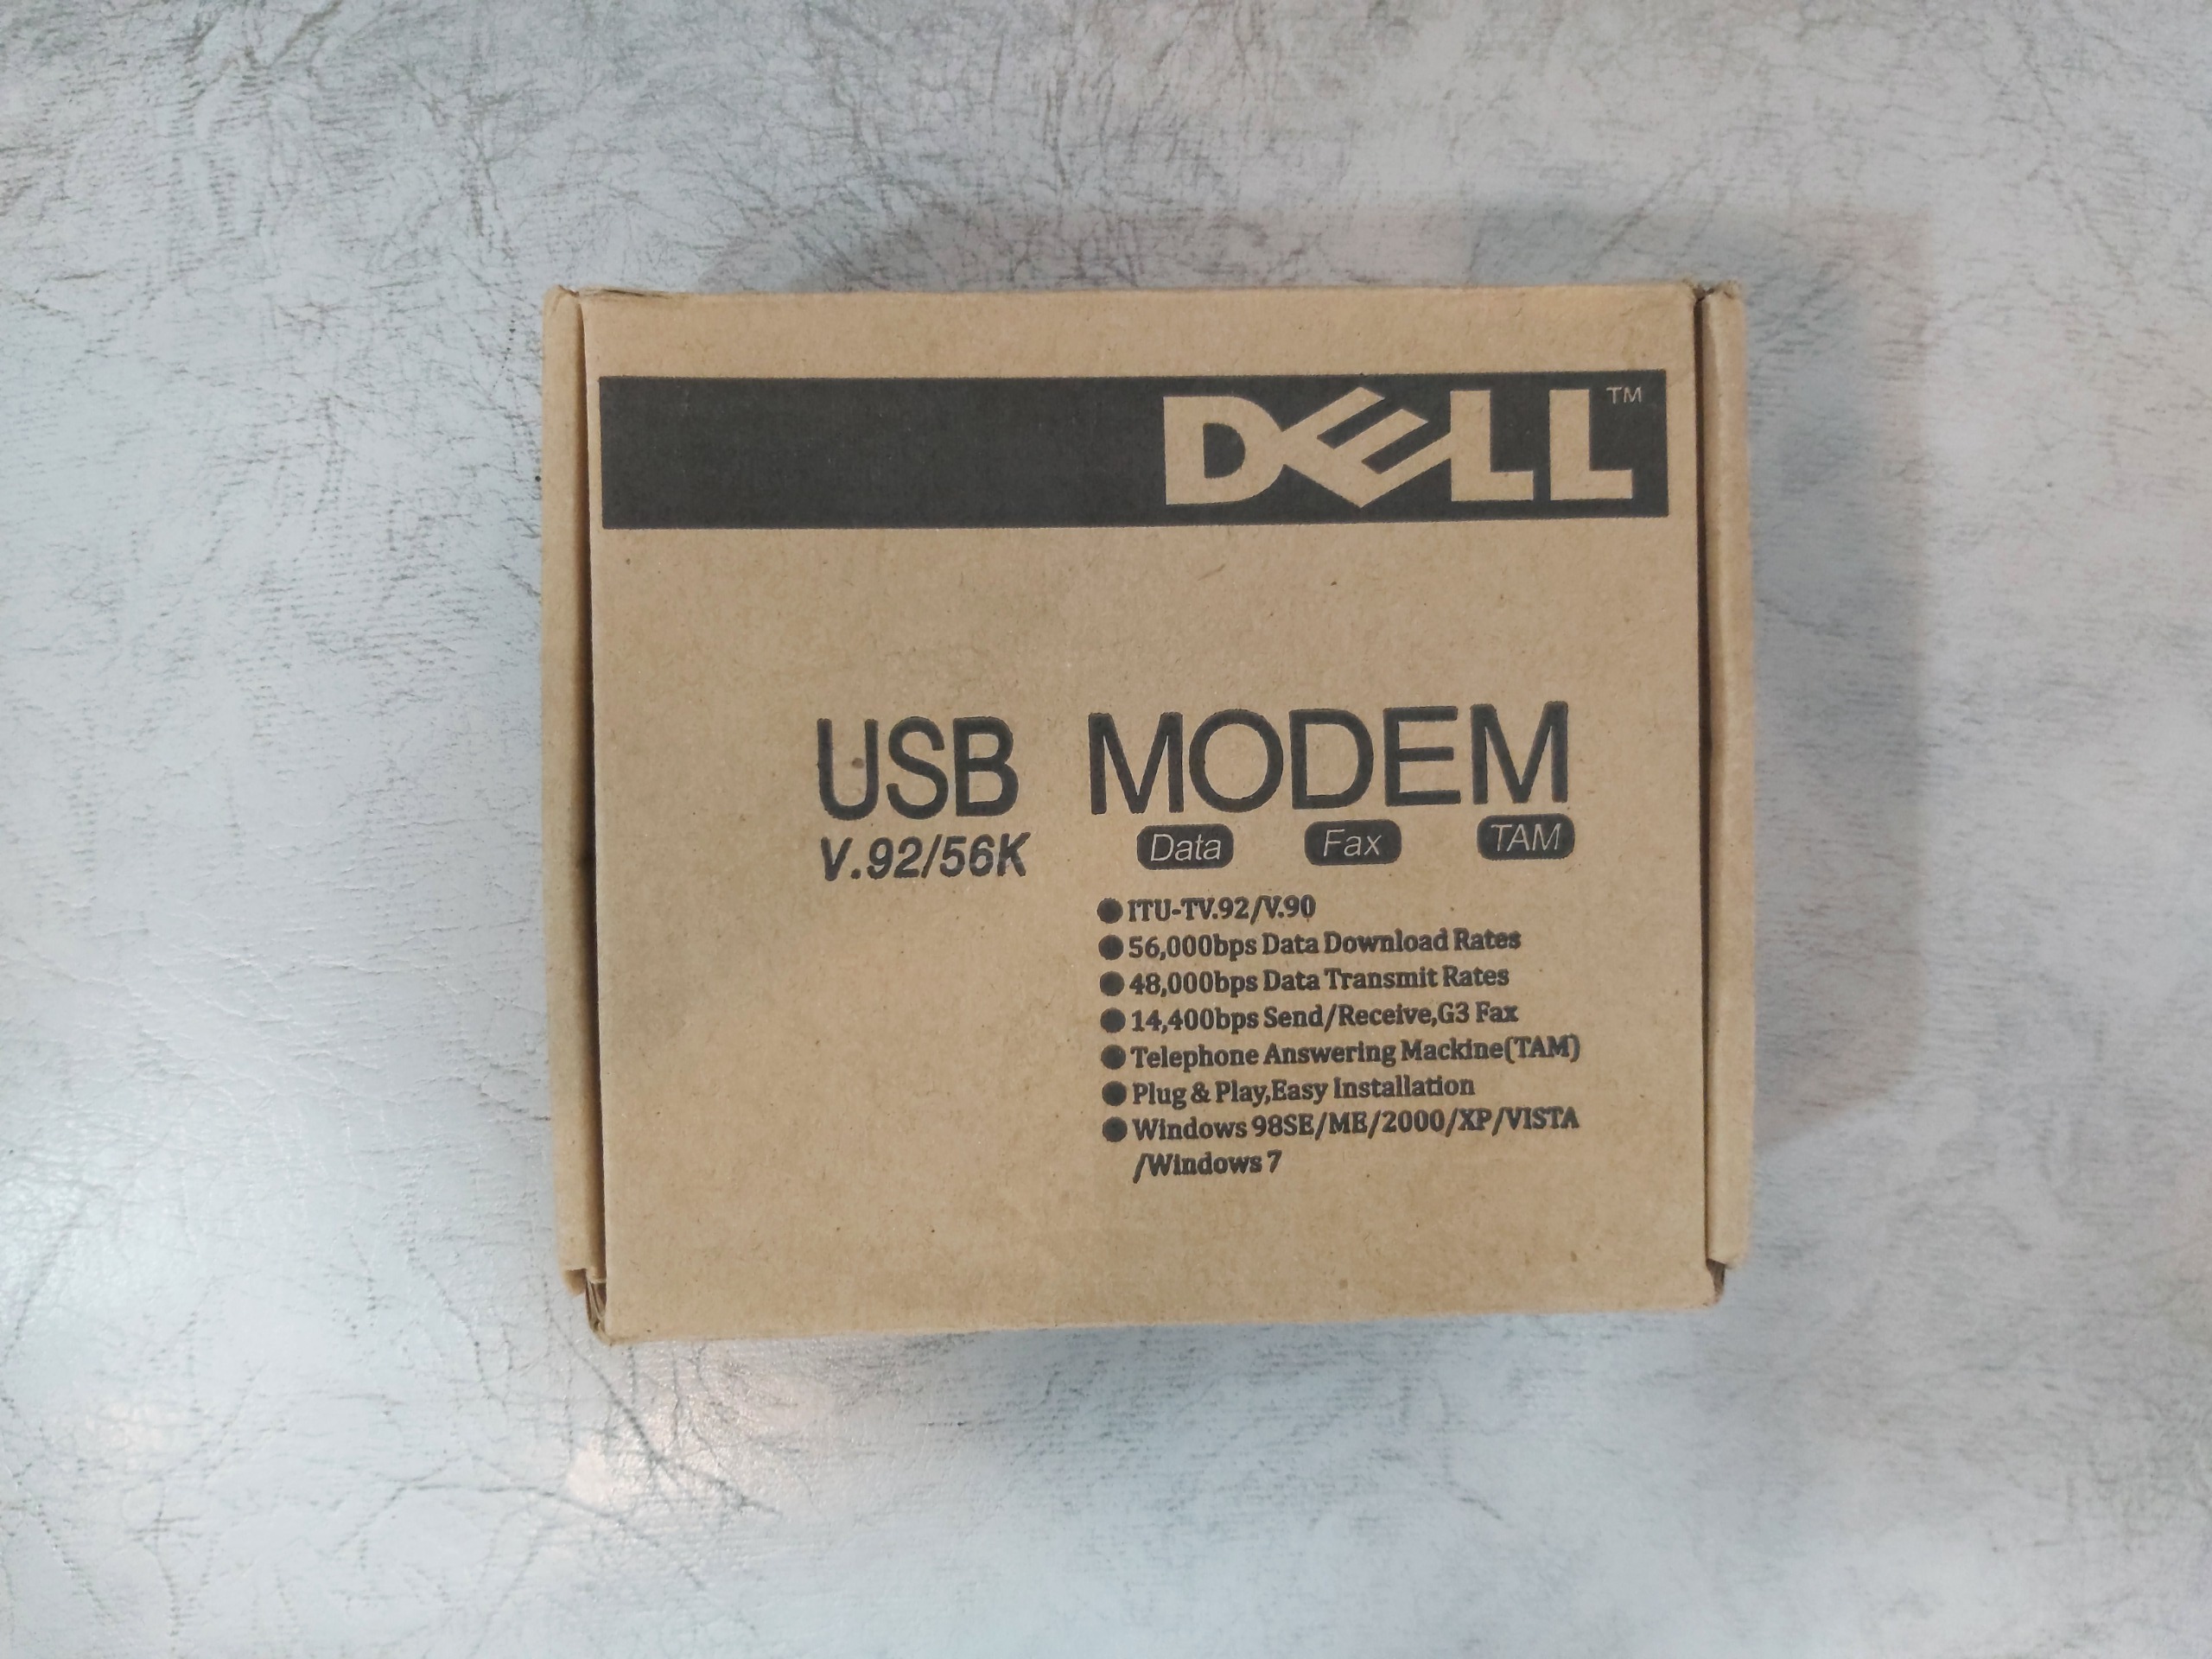 DELL™
USB MODEM
V.92/56K Data Fax TAM
● ITU-TV.92/V.90
● 56,000bps Data Download Rates
● 48,000bps Data Transmit Rates
● 14,400bps Send/Receive,G3 Fax
● Telephone Answering Mackine(TAM)
● Plug & Play,Easy Installation
● Windows 98SE/ME/2000/XP/VISTA
/Windows 7